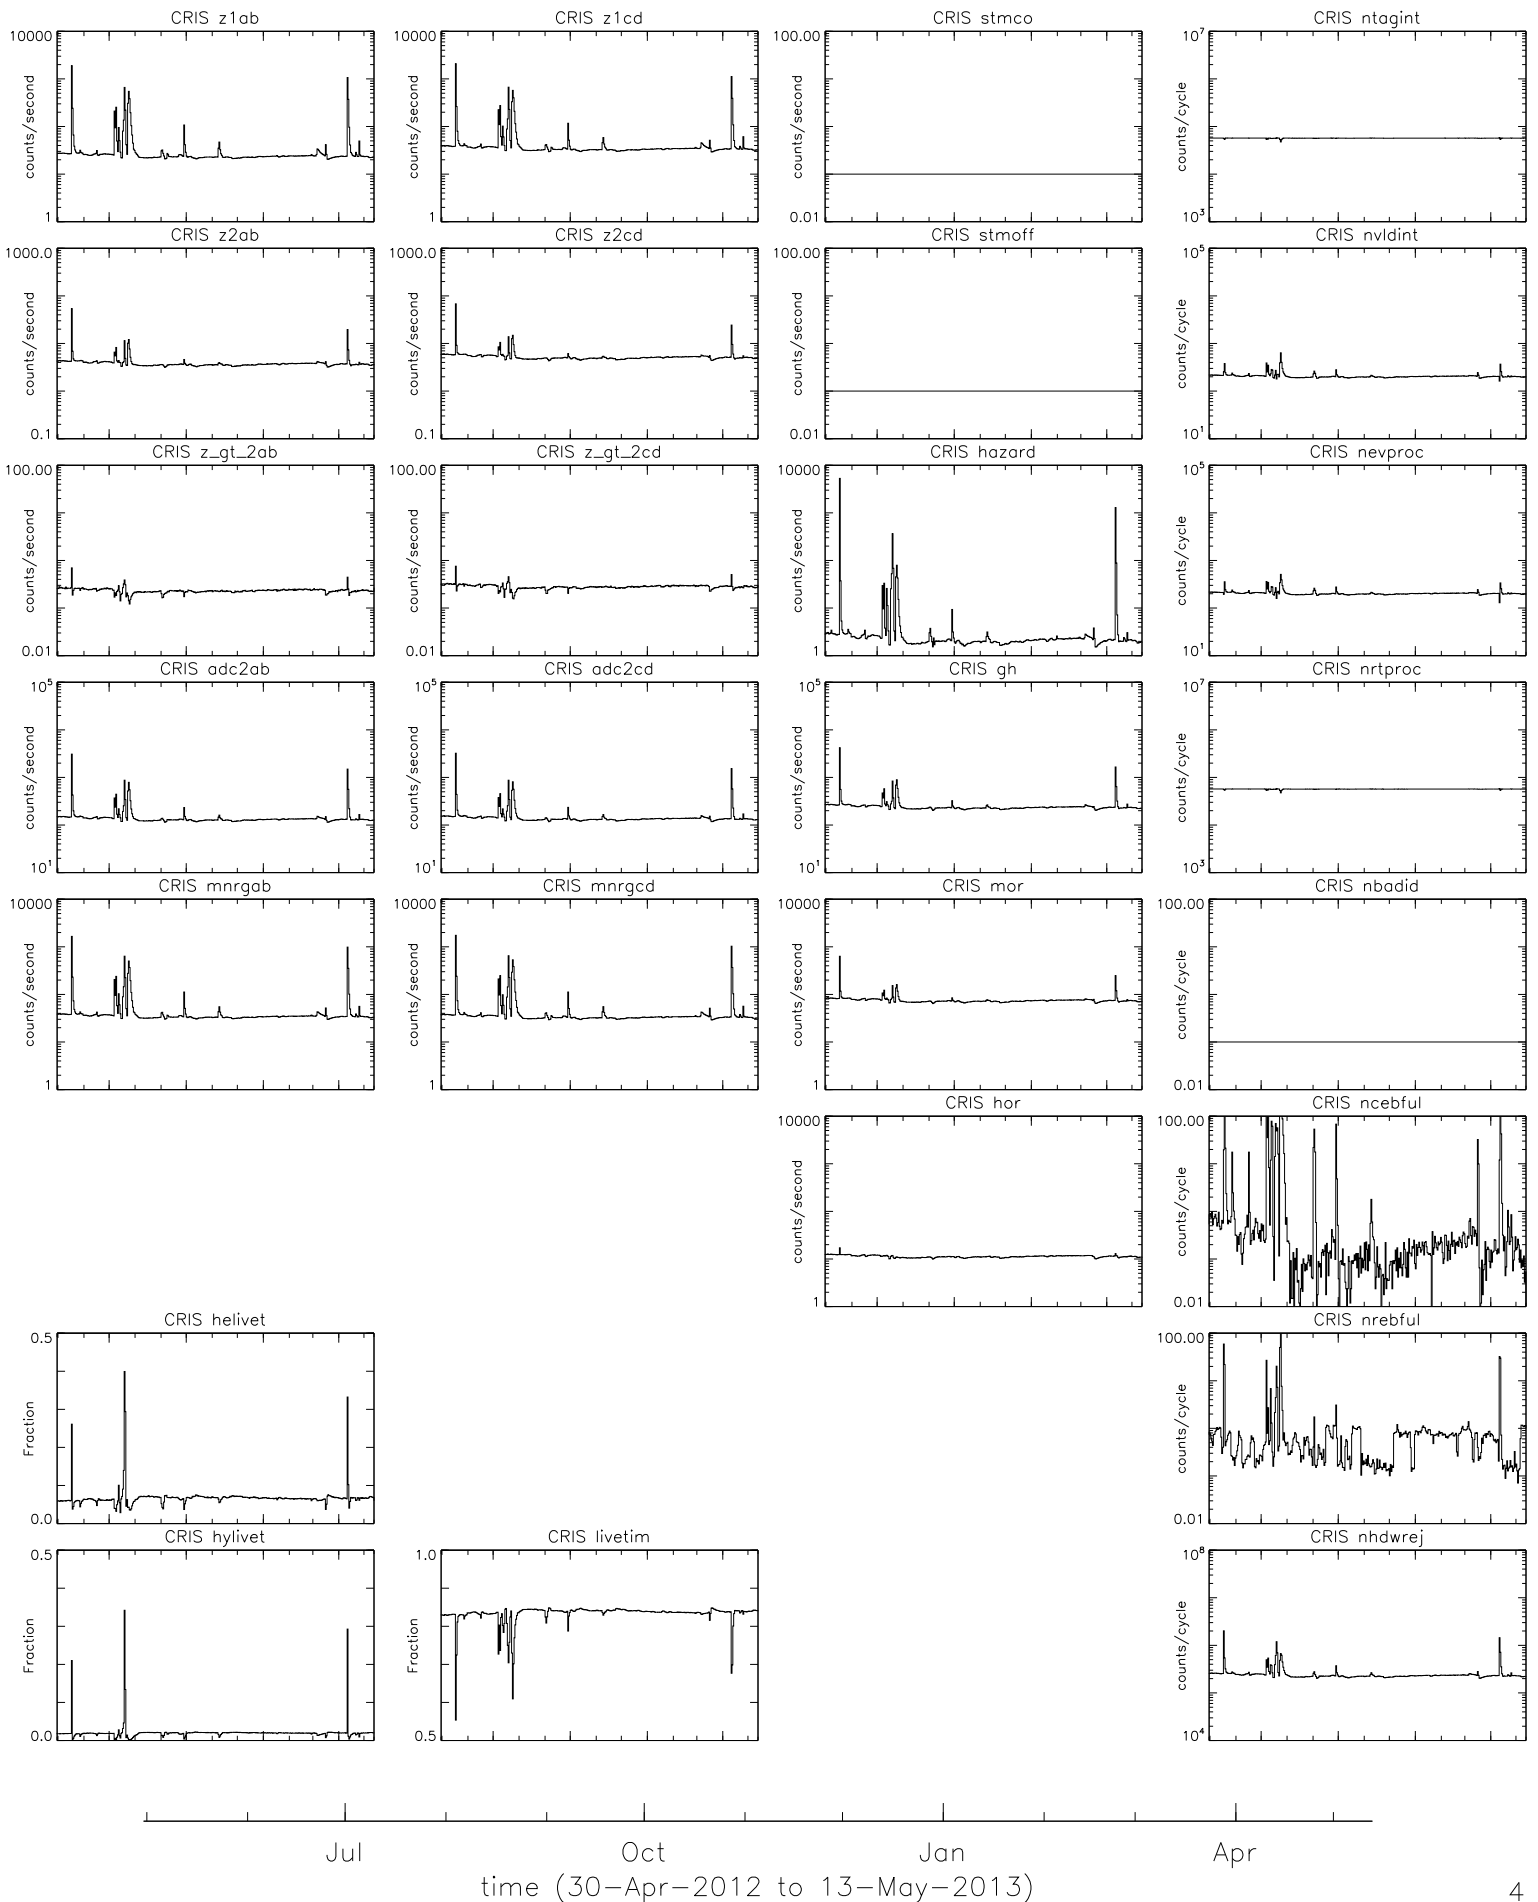 CRIS z1ab
10000
counts/second
1
CRIS z1cd
10000
counts/second
1
CRIS stmco
100.00
counts/second
0.01
CRIS ntagint
10^7
counts/cycle
10^3
CRIS z2ab
1000.0
counts/second
0.1
CRIS z2cd
1000.0
counts/second
0.1
CRIS stmoff
100.00
counts/second
0.01
CRIS nvldint
10^5
counts/cycle
10^1
CRIS z_gt_2ab
100.00
counts/second
0.01
CRIS z_gt_2cd
100.00
counts/second
0.01
CRIS hazard
10000
counts/second
1
CRIS nevproc
10^5
counts/cycle
10^1
CRIS adc2ab
10^5
counts/second
10^1
CRIS adc2cd
10^5
counts/second
10^1
CRIS gh
10^5
counts/second
10^1
CRIS nrtproc
10^7
counts/cycle
10^3
CRIS mnrgab
10000
counts/second
1
CRIS mnrgcd
10000
counts/second
1
CRIS mor
10000
counts/second
1
CRIS nbadid
100.00
counts/cycle
0.01
CRIS hor
10000
counts/second
1
CRIS ncebful
100.00
counts/cycle
0.01
CRIS helivet
0.5
Fraction
0.0
CRIS nrebful
100.00
counts/cycle
0.01
CRIS hylivet
0.5
Fraction
0.0
CRIS livetim
1.0
Fraction
0.5
CRIS nhdwrej
10^8
counts/cycle
10^4
Jul Oct Jan Apr
time (30-Apr-2012 to 13-May-2013)
4